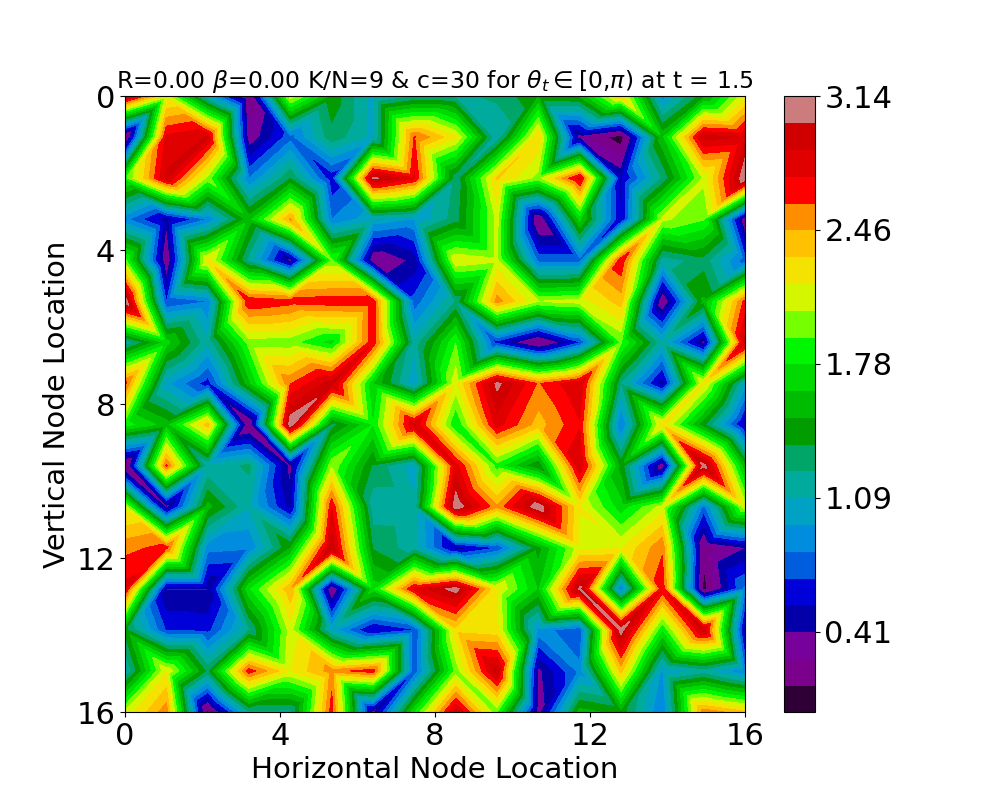 R=0.00 β=0.00 K/N=9 & c=30 for θₜ ∈ [0,π) at t = 1.5
0
4
8
12
16
Vertical Node Location
0 4 8 12 16
Horizontal Node Location
3.14
2.46
1.78
1.09
0.41